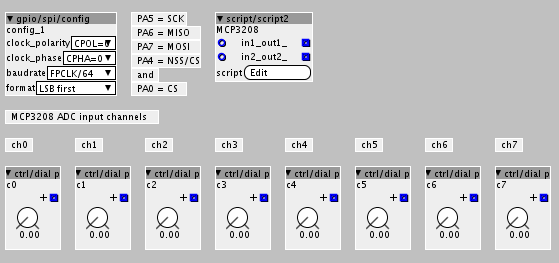 gpio/spi/config
config_1
clock_polarity CPOL=0
clock_phase CPHA=0
baudrate FPCLK/64
format LSB first
PA5 = SCK
PA6 = MISO
PA7 = MOSI
PA4 = NSS/CS
and
PA0 = CS
script/script2
MCP3208
in1_out1_
in2_out2_
script Edit
MCP3208 ADC input channels
ch0 ch1 ch2 ch3 ch4 ch5 ch6 ch7
ctrl/dial p ctrl/dial p ctrl/dial p ctrl/dial p ctrl/dial p ctrl/dial p ctrl/dial p ctrl/dial p
c0 c1 c2 c3 c4 c5 c6 c7
+ + + + + + + +
0.00 0.00 0.00 0.00 0.00 0.00 0.00 0.00